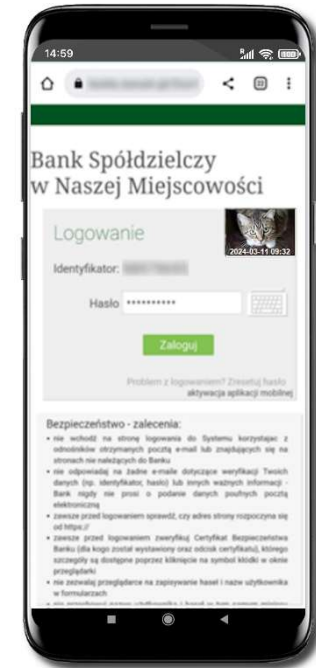 14:59
22
Bank Spółdzielczy
w Naszej Miejscowości
Logowanie
2024-03-11 09:32
Identyfikator:
Hasło **********
Zaloguj
Problem z logowaniem? Zresetuj hasło
aktywacja aplikacji mobilnej
Bezpieczeństwo - zalecenia:
• nie wchodź na stronę logowania do Systemu korzystając z
odnośników otrzymanych pocztą e-mail lub znajdujących się na
stronach nie należących do Banku
• nie odpowiadaj na żadne e-maile dotyczące weryfikacji Twoich
danych (np. identyfikator, hasło) lub innych ważnych informacji -
Bank nigdy nie prosi o podanie danych poufnych pocztą
elektroniczną
• zawsze przed logowaniem sprawdź, czy adres strony rozpoczyna się
od https://
• zawsze przed logowaniem zweryfikuj Certyfikat Bezpieczeństwa
Banku (dla kogo został wystawiony oraz odcisk certyfikatu), którego
szczegóły są dostępne poprzez kliknięcie na symbol kłódki w oknie
przeglądarki
• nie zezwalaj przeglądarce na zapisywanie haseł i nazw użytkownika
w formularzach